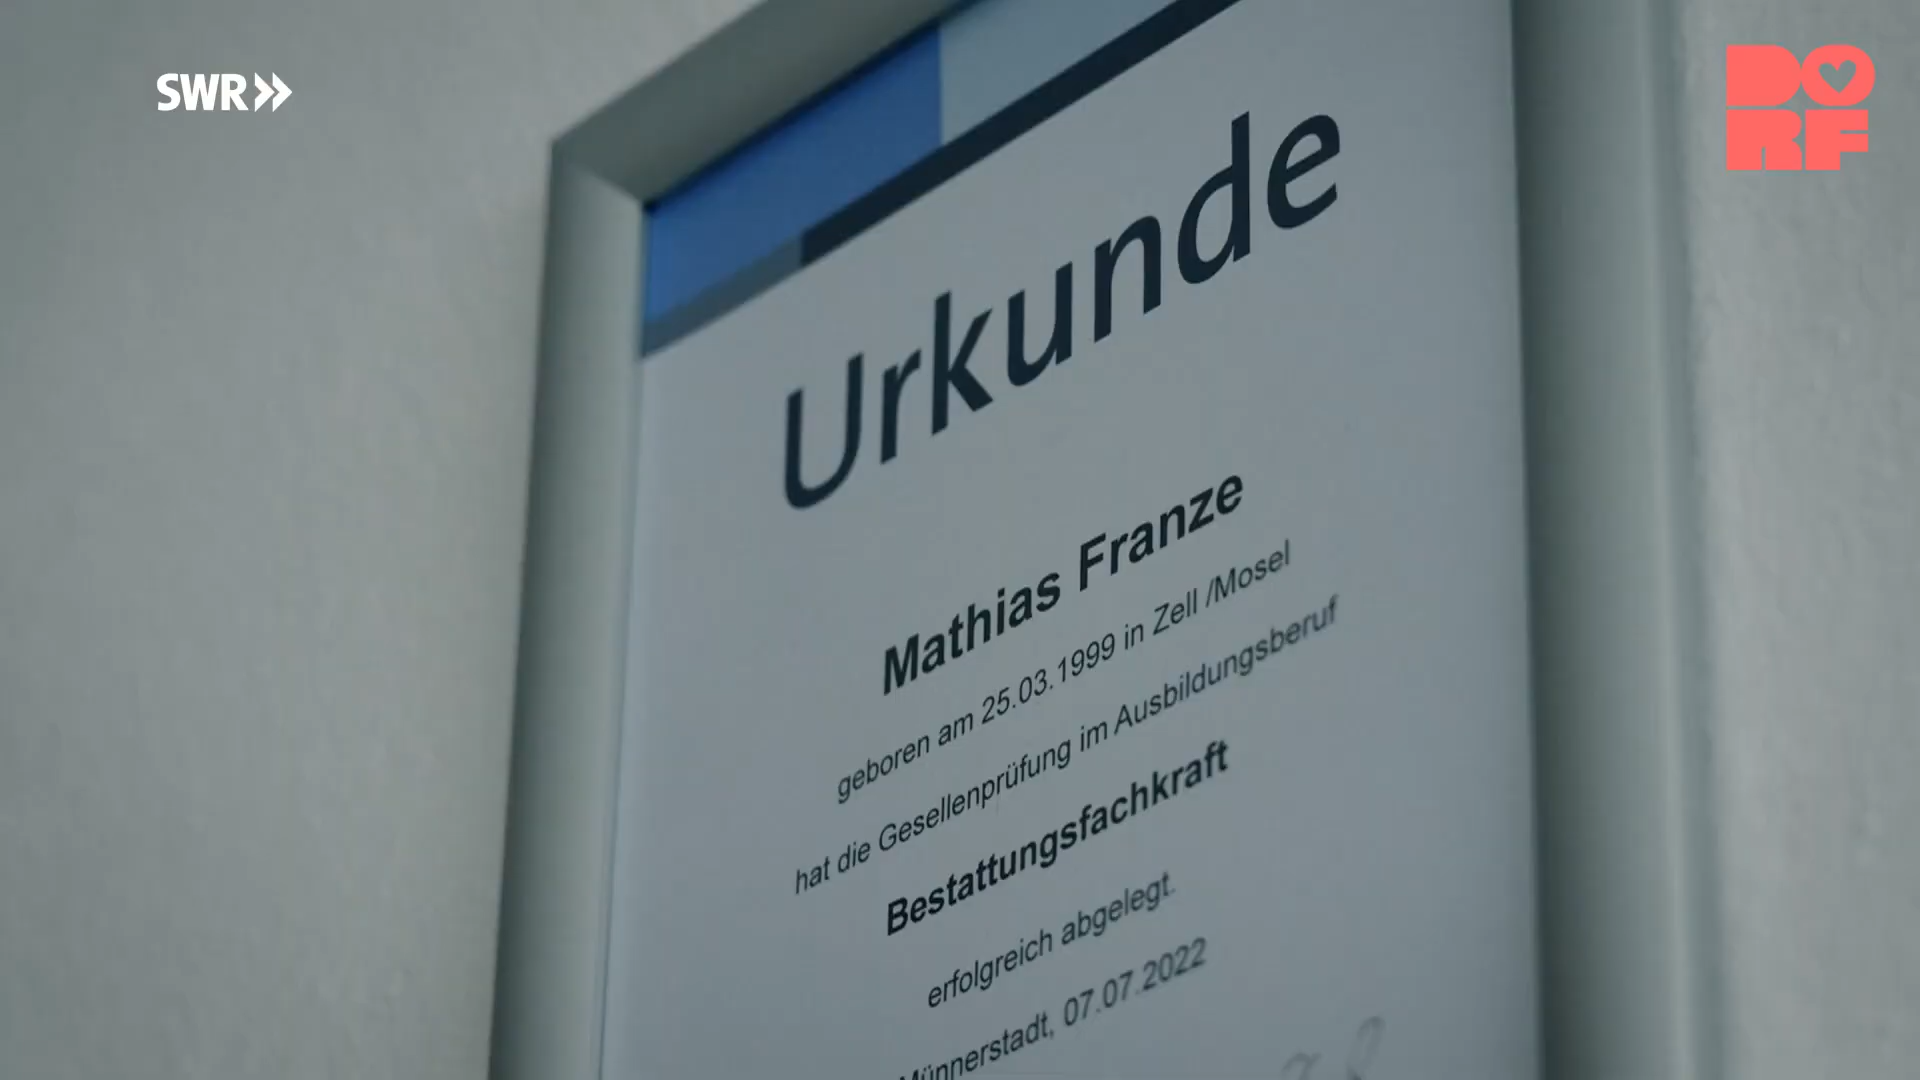 SWR
DORF
Urkunde
Mathias Franze
geboren am 25.03.1999 in Zell /Mosel
hat die Gesellenprüfung im Ausbildungsberuf
Bestattungsfachkraft
erfolgreich abgelegt.
Münnerstadt, 07.07.2022